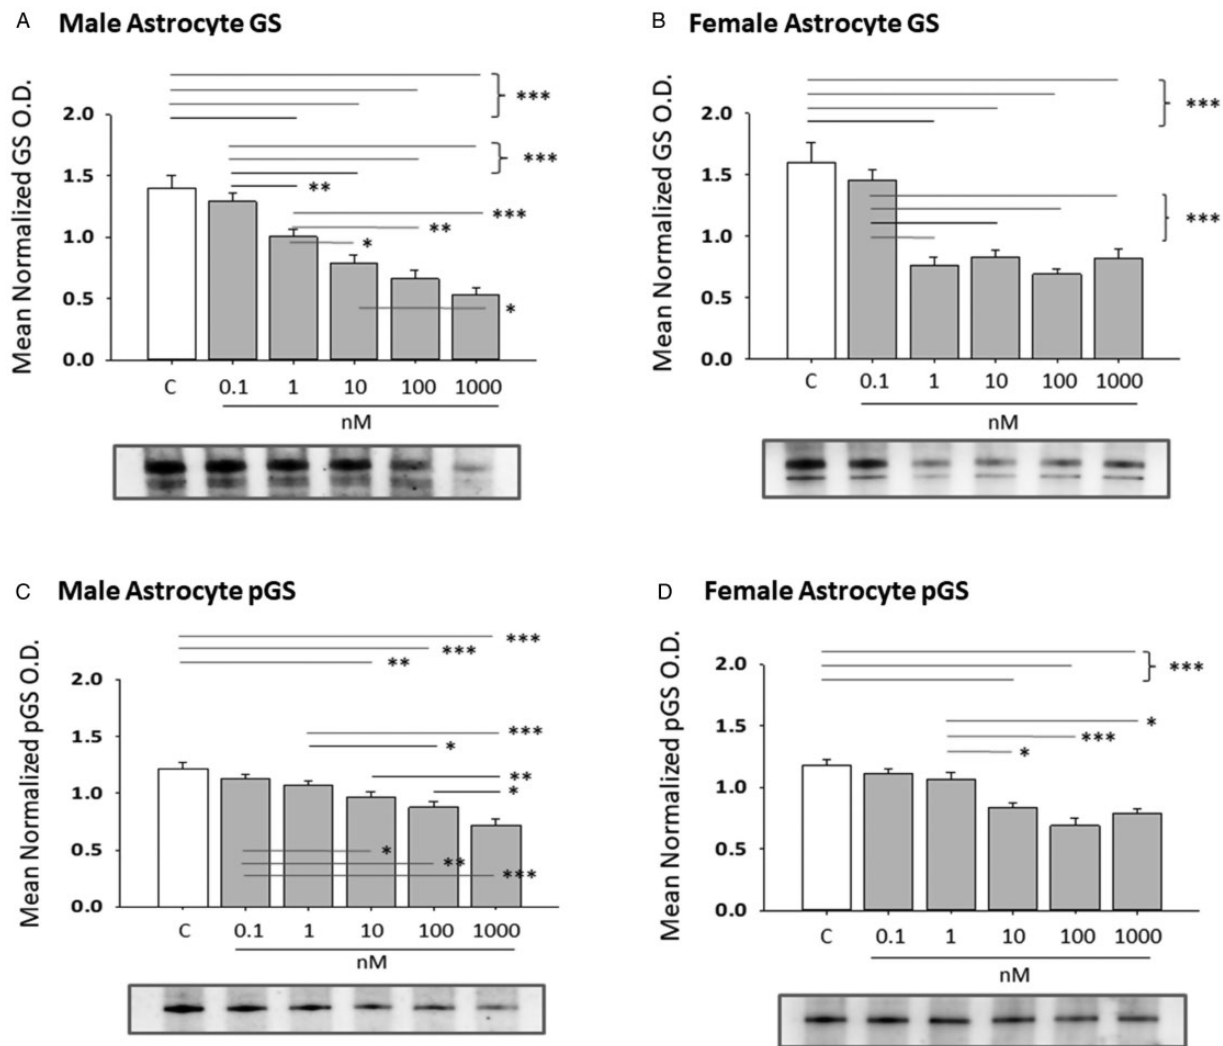 A Male Astrocyte GS
Mean Normalized GS O.D.
2.0
1.5
1.0
0.5
0.0
***
***
**
***
**
*
*
C 0.1 1 10 100 1000
nM
B Female Astrocyte GS
Mean Normalized GS O.D.
2.0
1.5
1.0
0.5
0.0
***
***
C 0.1 1 10 100 1000
nM
C Male Astrocyte pGS
Mean Normalized pGS O.D.
2.0
1.5
1.0
0.5
0.0
***
***
**
***
*
**
*
*
**
***
C 0.1 1 10 100 1000
nM
D Female Astrocyte pGS
Mean Normalized pGS O.D.
2.0
1.5
1.0
0.5
0.0
***
*
***
*
C 0.1 1 10 100 1000
nM